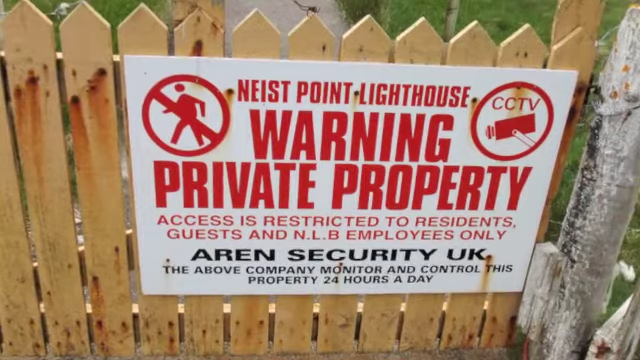 NEIST POINT LIGHTHOUSE
CCTV
WARNING
PRIVATE PROPERTY
ACCESS IS RESTRICTED TO RESIDENTS,
GUESTS AND N.L.B EMPLOYEES ONLY
AREN SECURITY UK
THE ABOVE COMPANY MONITOR AND CONTROL THIS
PROPERTY 24 HOURS A DAY